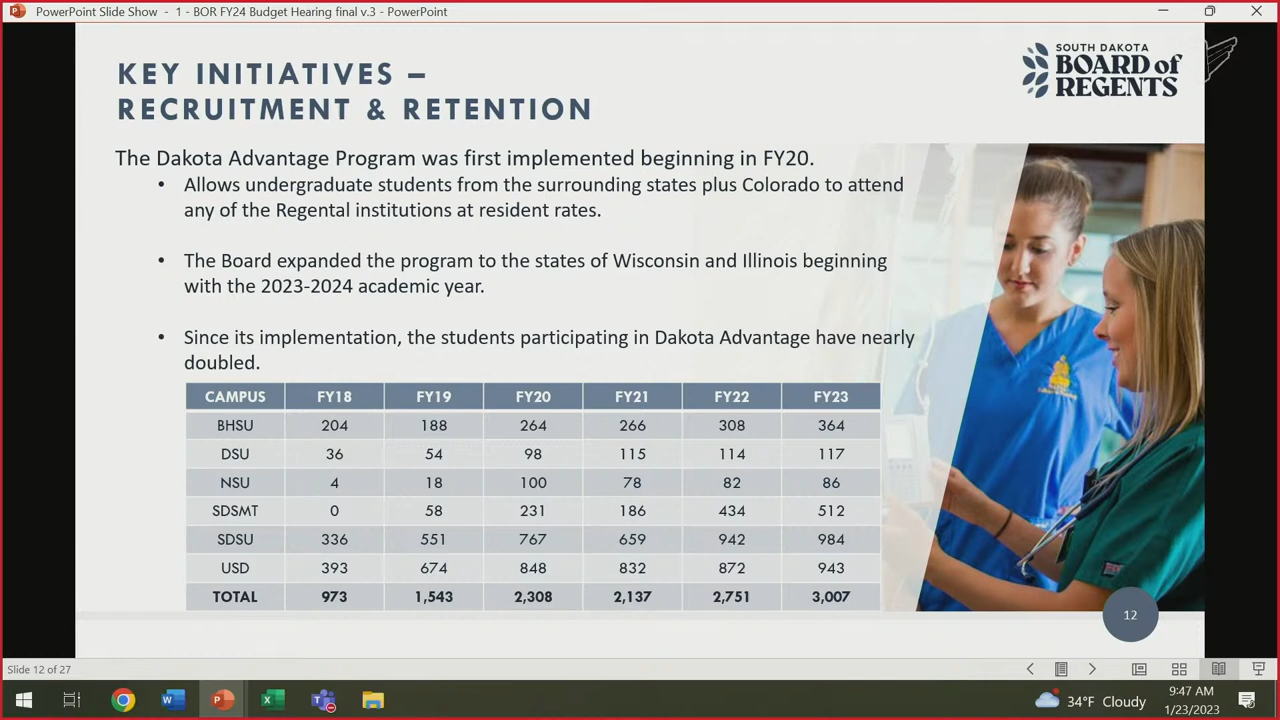 PowerPoint Slide Show - 1 - BOR FY24 Budget Hearing final v.3 - PowerPoint
KEY INITIATIVES –
RECRUITMENT & RETENTION
SOUTH DAKOTA
BOARD of
REGENTS
The Dakota Advantage Program was first implemented beginning in FY20.
• Allows undergraduate students from the surrounding states plus Colorado to attend
any of the Regental institutions at resident rates.
• The Board expanded the program to the states of Wisconsin and Illinois beginning
with the 2023-2024 academic year.
• Since its implementation, the students participating in Dakota Advantage have nearly
doubled.
CAMPUS FY18 FY19 FY20 FY21 FY22 FY23
BHSU 204 188 264 266 308 364
DSU 36 54 98 115 114 117
NSU 4 18 100 78 82 86
SDSMT 0 58 231 186 434 512
SDSU 336 551 767 659 942 984
USD 393 674 848 832 872 943
TOTAL 973 1,543 2,308 2,137 2,751 3,007
12
Slide 12 of 27
34°F Cloudy
9:47 AM
1/23/2023